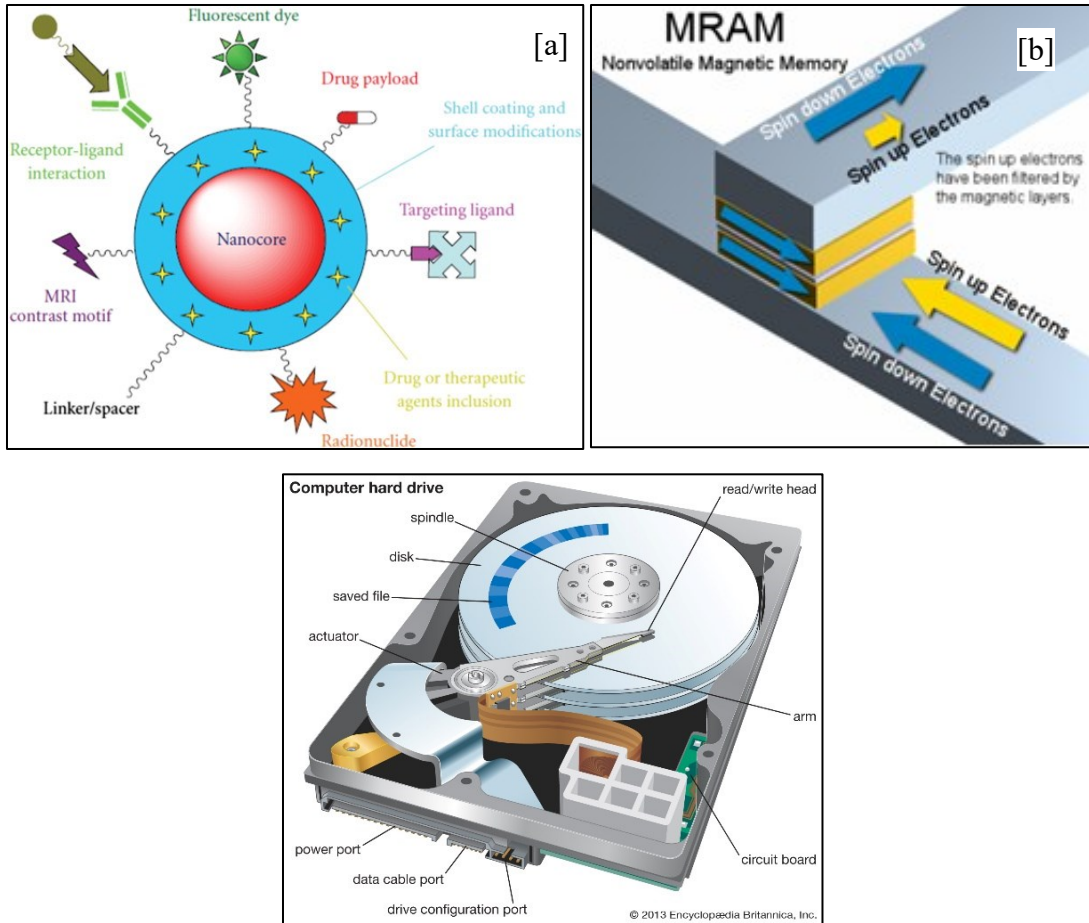 Fluorescent dye
[a]
Drug payload
Shell coating and
surface modifications
Receptor-ligand
interaction
Targeting ligand
Nanocore
MRI
contrast motif
Linker/spacer
Drug or therapeutic
agents inclusion
Radionuclide
MRAM
[b]
Nonvolatile Magnetic Memory
Spin down Electrons
Spin up Electrons
The spin up electrons
have been filtered by
the magnetic layers.
Spin up Electrons
Spin down Electrons
Computer hard drive
read/write head
spindle
disk
saved file
actuator
arm
power port
data cable port
drive configuration port
circuit board
© 2013 Encyclopædia Britannica, Inc.